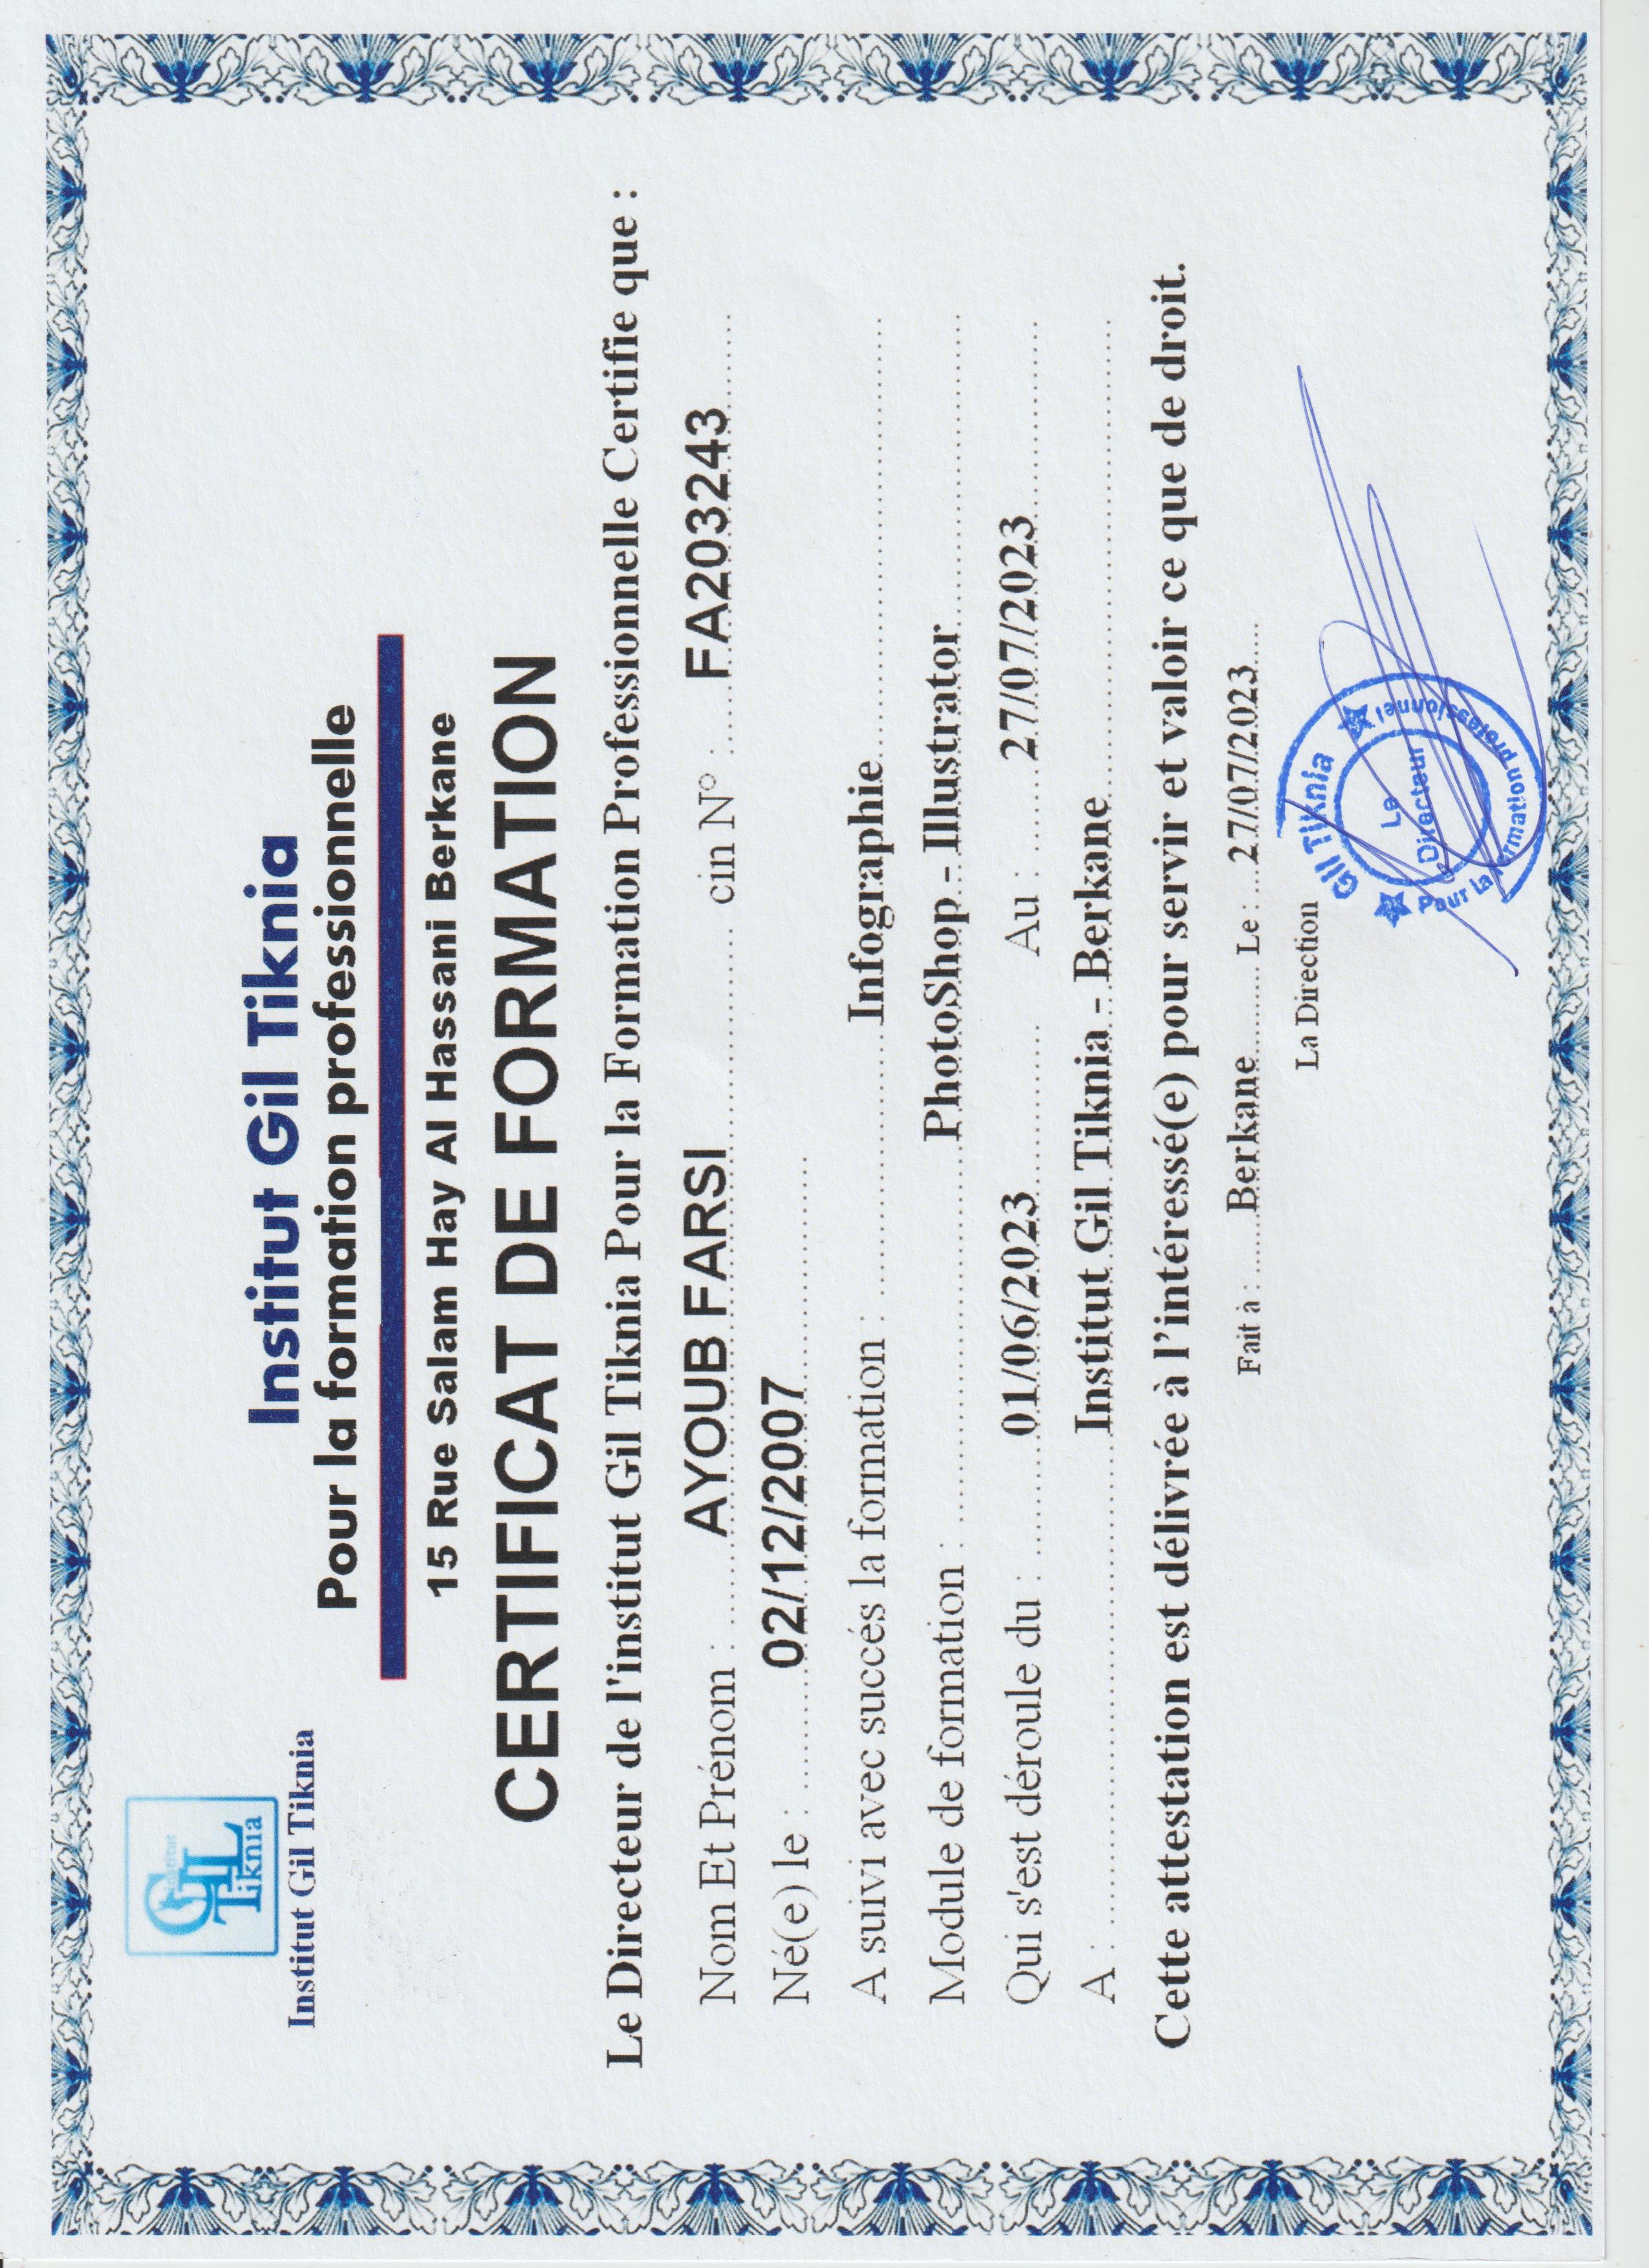 institut
GIL
Tiknia
Institut Gil Tiknia
Institut Gil Tiknia
Pour la formation professionnelle
15 Rue Salam Hay Al Hassani Berkane
CERTIFICAT DE FORMATION
Le Directeur de l'institut Gil Tiknia Pour la Formation Professionnelle Certifie que :
Nom Et Prénom : AYOUB FARSI cin N° : FA203243
Né(e) le : 02/12/2007
A suivi avec succés la formation : Infographie
Module de formation : PhotoShop - Illustrator
Qui s'est déroule du : 01/06/2023 Au : 27/07/2023
A : Institut Gil Tiknia - Berkane
Cette attestation est délivrée à l’intéressé(e) pour servir et valoir ce que de droit.
Fait à : Berkane Le : 27/07/2023
La Direction
Gil Tiknia
Le
Directeur
Pour la formation professionnel